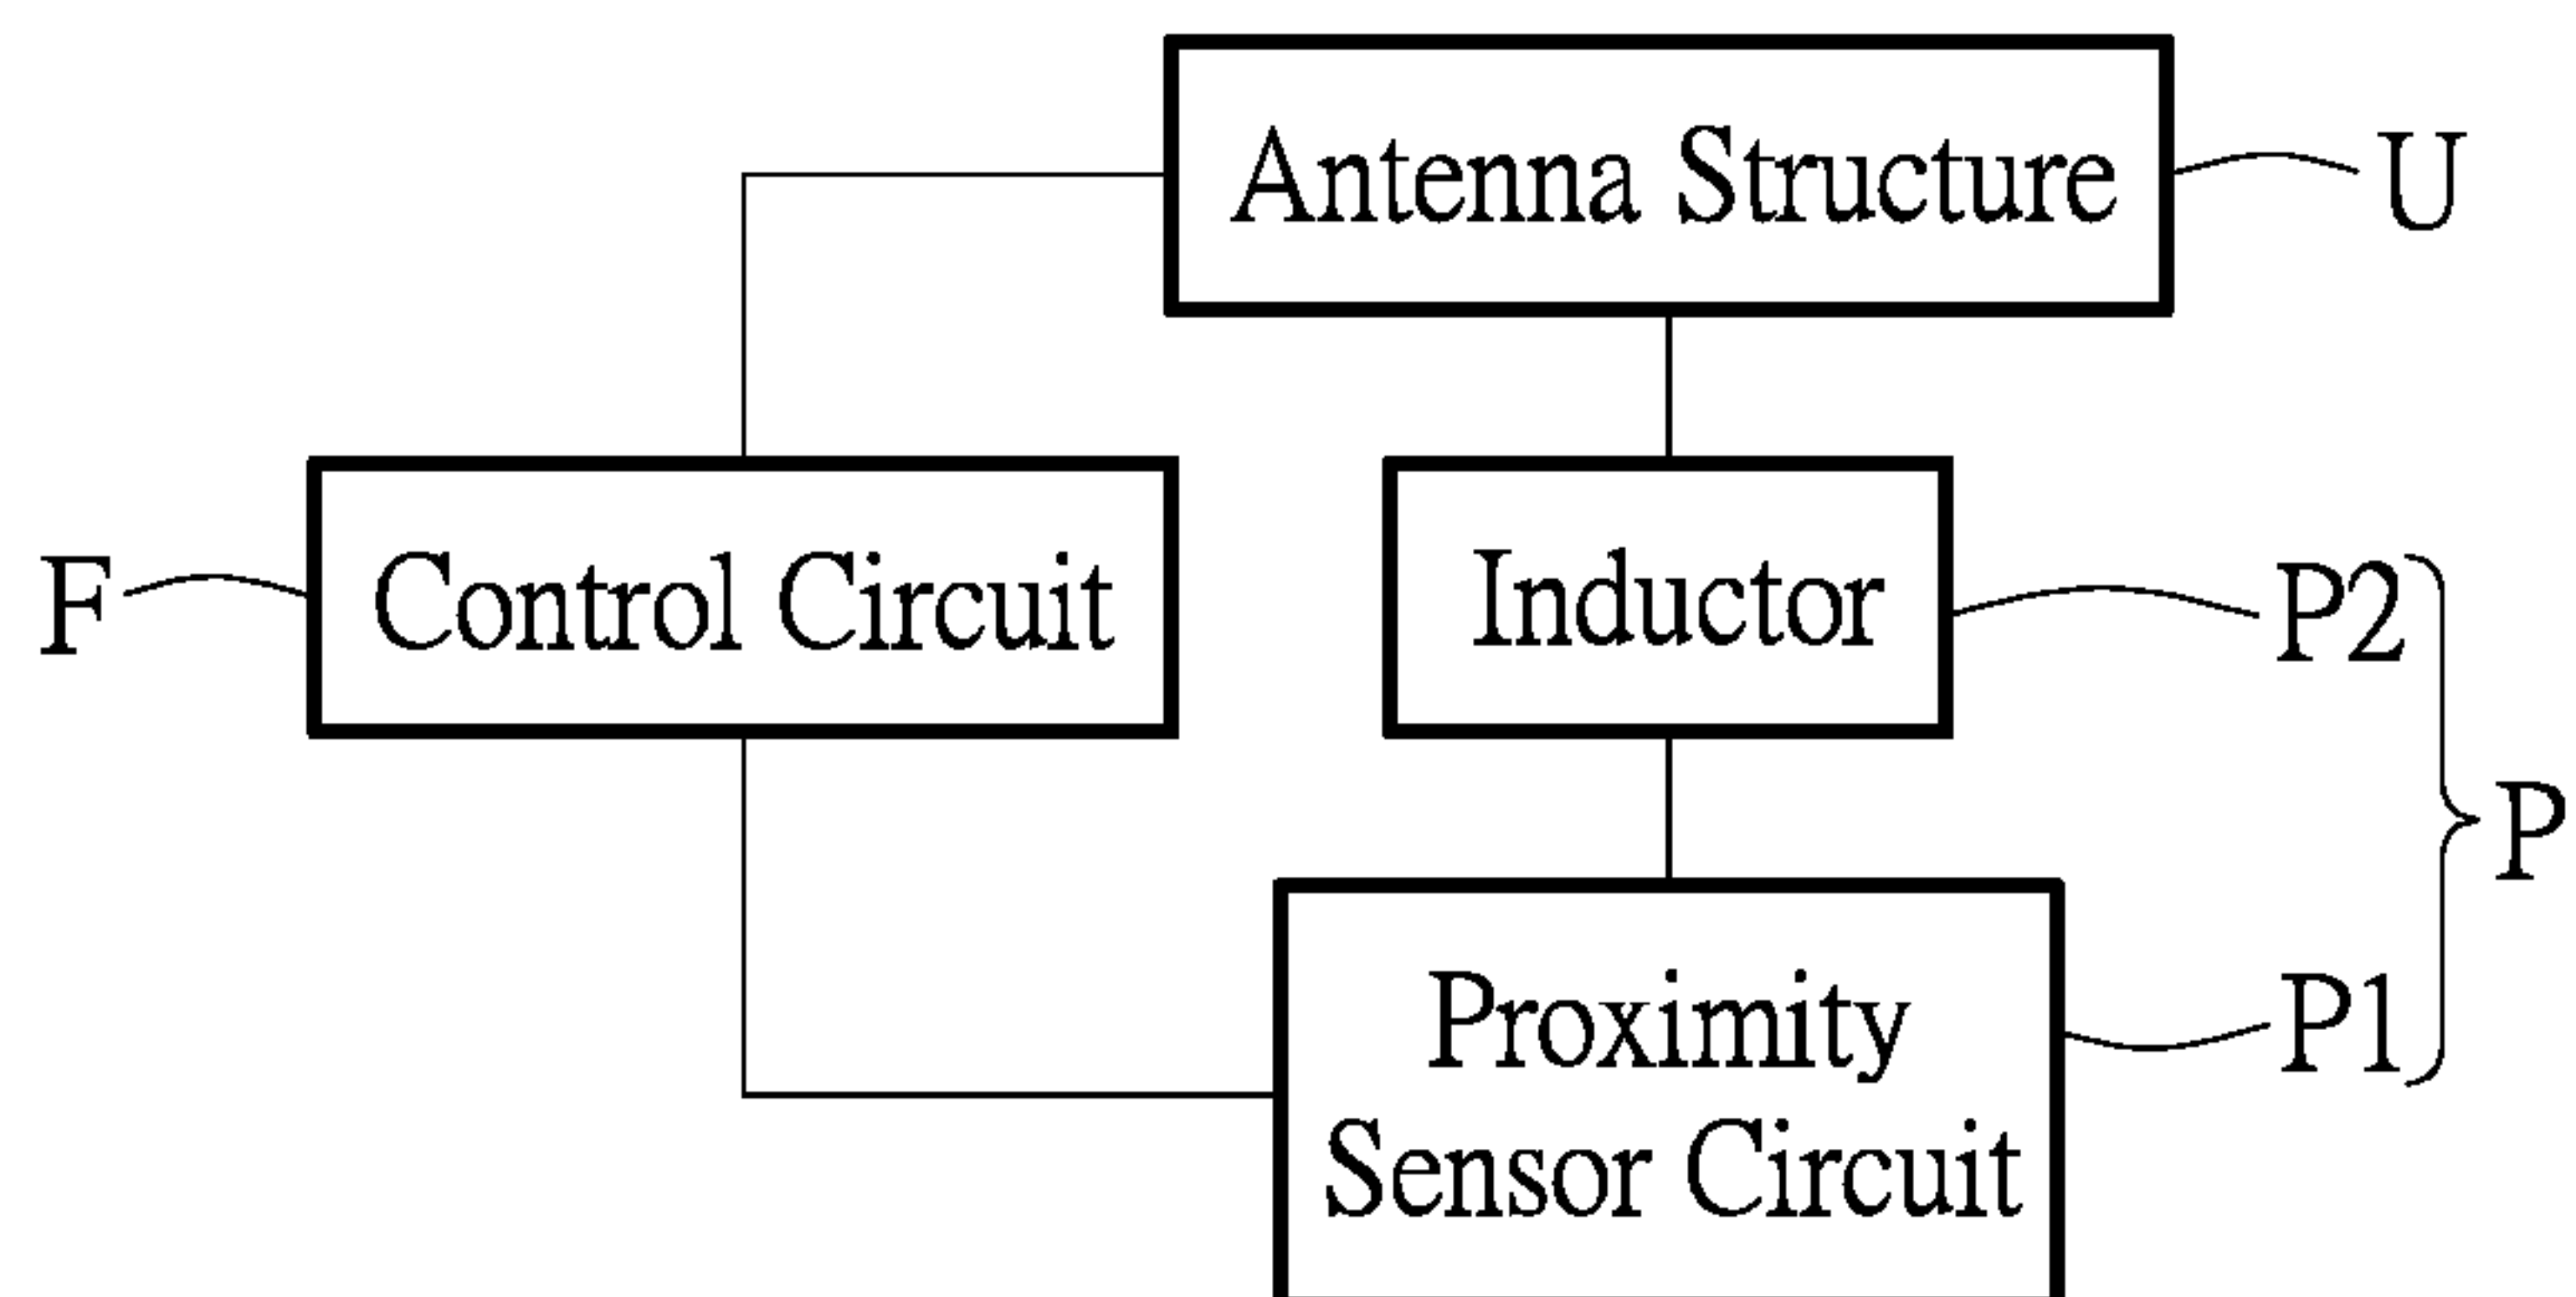 Antenna Structure
U
F
Control Circuit
Inductor
P2
P
Proximity
Sensor Circuit
P1